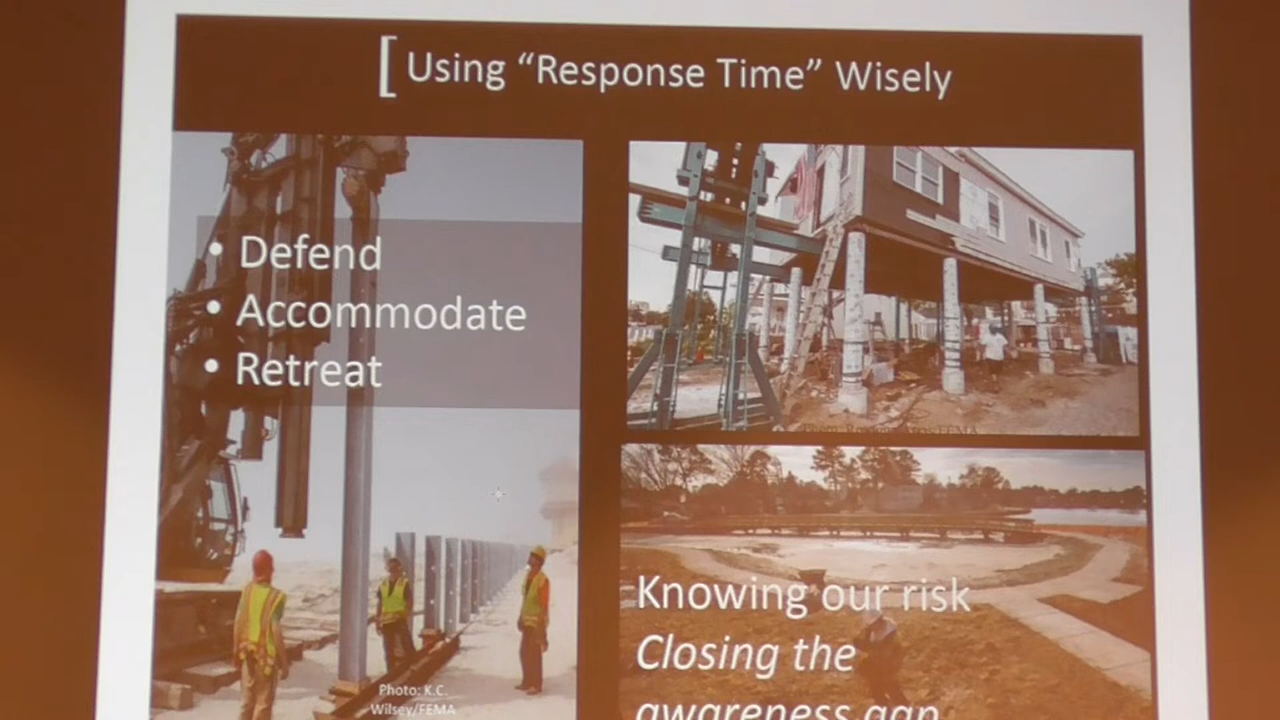 [ Using “Response Time” Wisely
• Defend
• Accommodate
• Retreat
Photo: K.C.
Wilsey/FEMA
Knowing our risk
Closing the
awareness gap